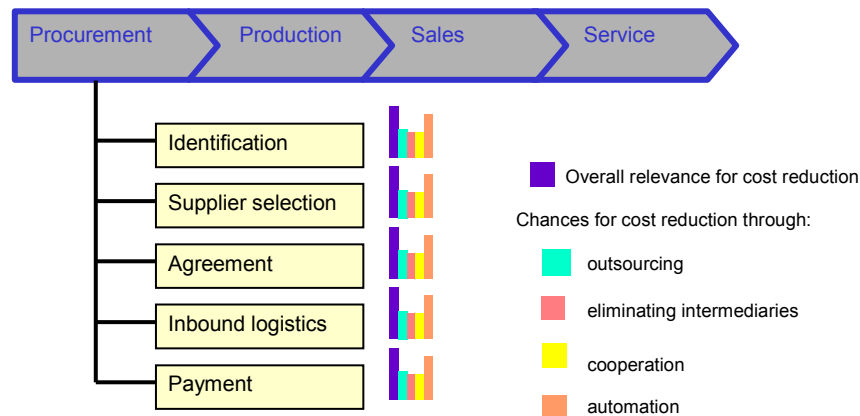 Procurement
Production
Sales
Service
Identification
Supplier selection
Agreement
Inbound logistics
Payment
Overall relevance for cost reduction
Chances for cost reduction through:
outsourcing
eliminating intermediaries
cooperation
automation